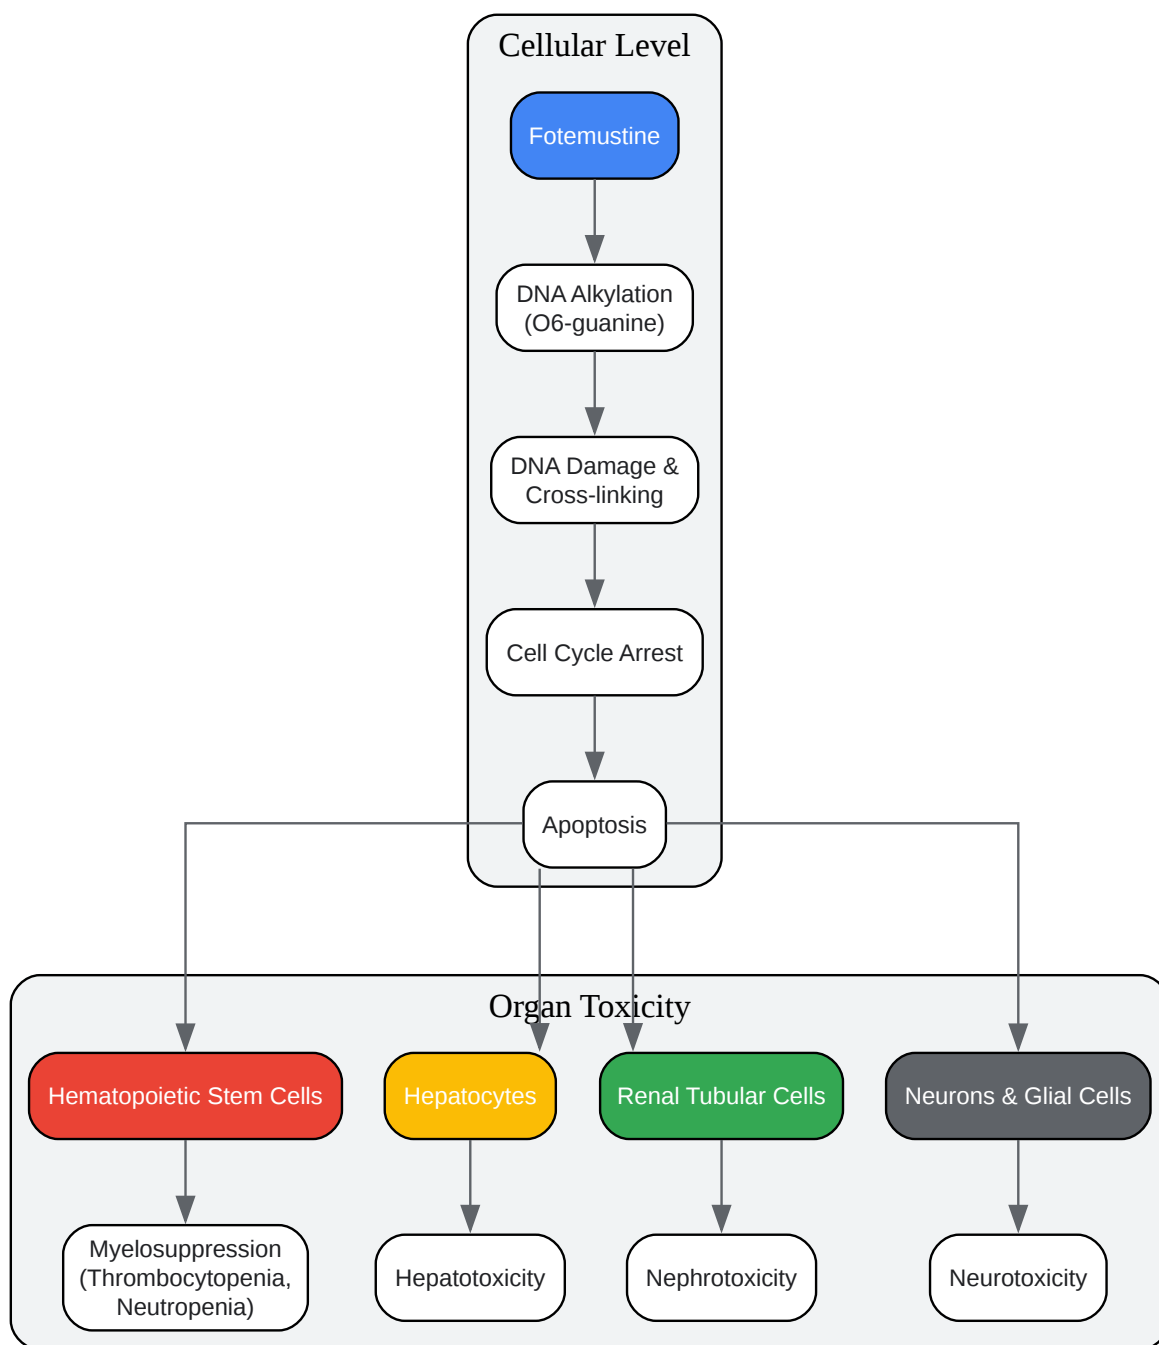 Cellular Level
Fotemustine
DNA Alkylation
(O6-guanine)
DNA Damage &
Cross-linking
Cell Cycle Arrest
Apoptosis
Organ Toxicity
Hematopoietic Stem Cells
Hepatocytes
Renal Tubular Cells
Neurons & Glial Cells
Myelosuppression
(Thrombocytopenia,
Neutropenia)
Hepatotoxicity
Nephrotoxicity
Neurotoxicity